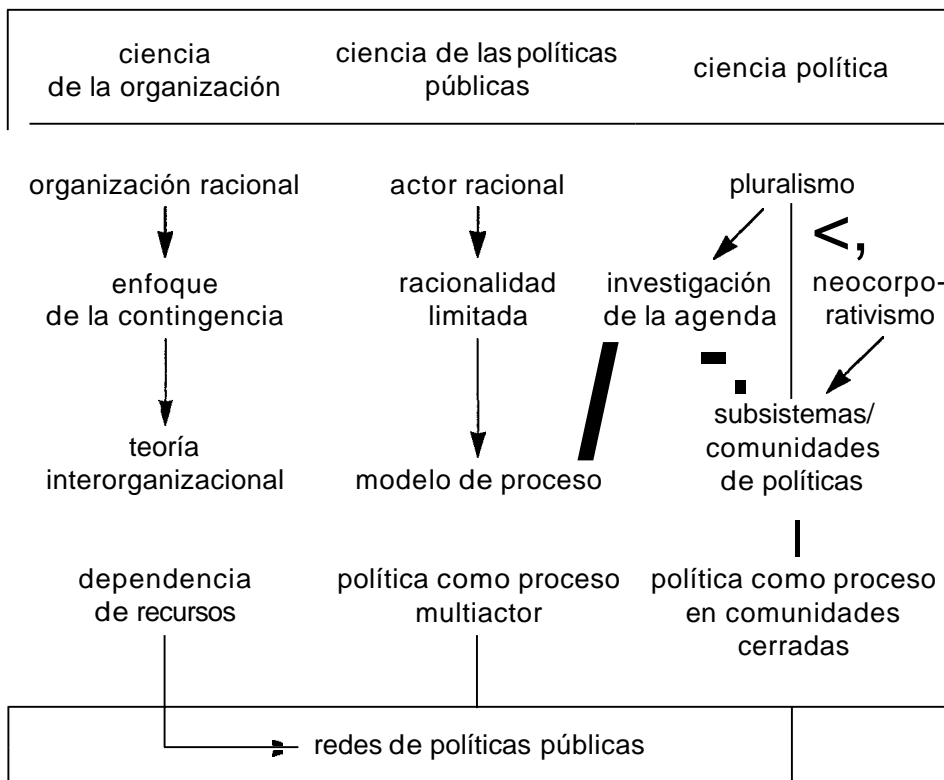 ciencia
de la organización
ciencia de las políticas
públicas
ciencia política
organización racional
actor racional
pluralismo
enfoque
de la contingencia
racionalidad
limitada
investigación
de la agenda
neocorpo-
rativismo
teoría
interorganizacional
modelo de proceso
subsistemas/
comunidades
de políticas
dependencia
de recursos
política como proceso
multiactor
política como proceso
en comunidades
cerradas
redes de políticas públicas